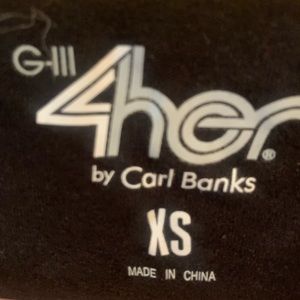 G-III
4her®
by Carl Banks
XS
MADE IN CHINA